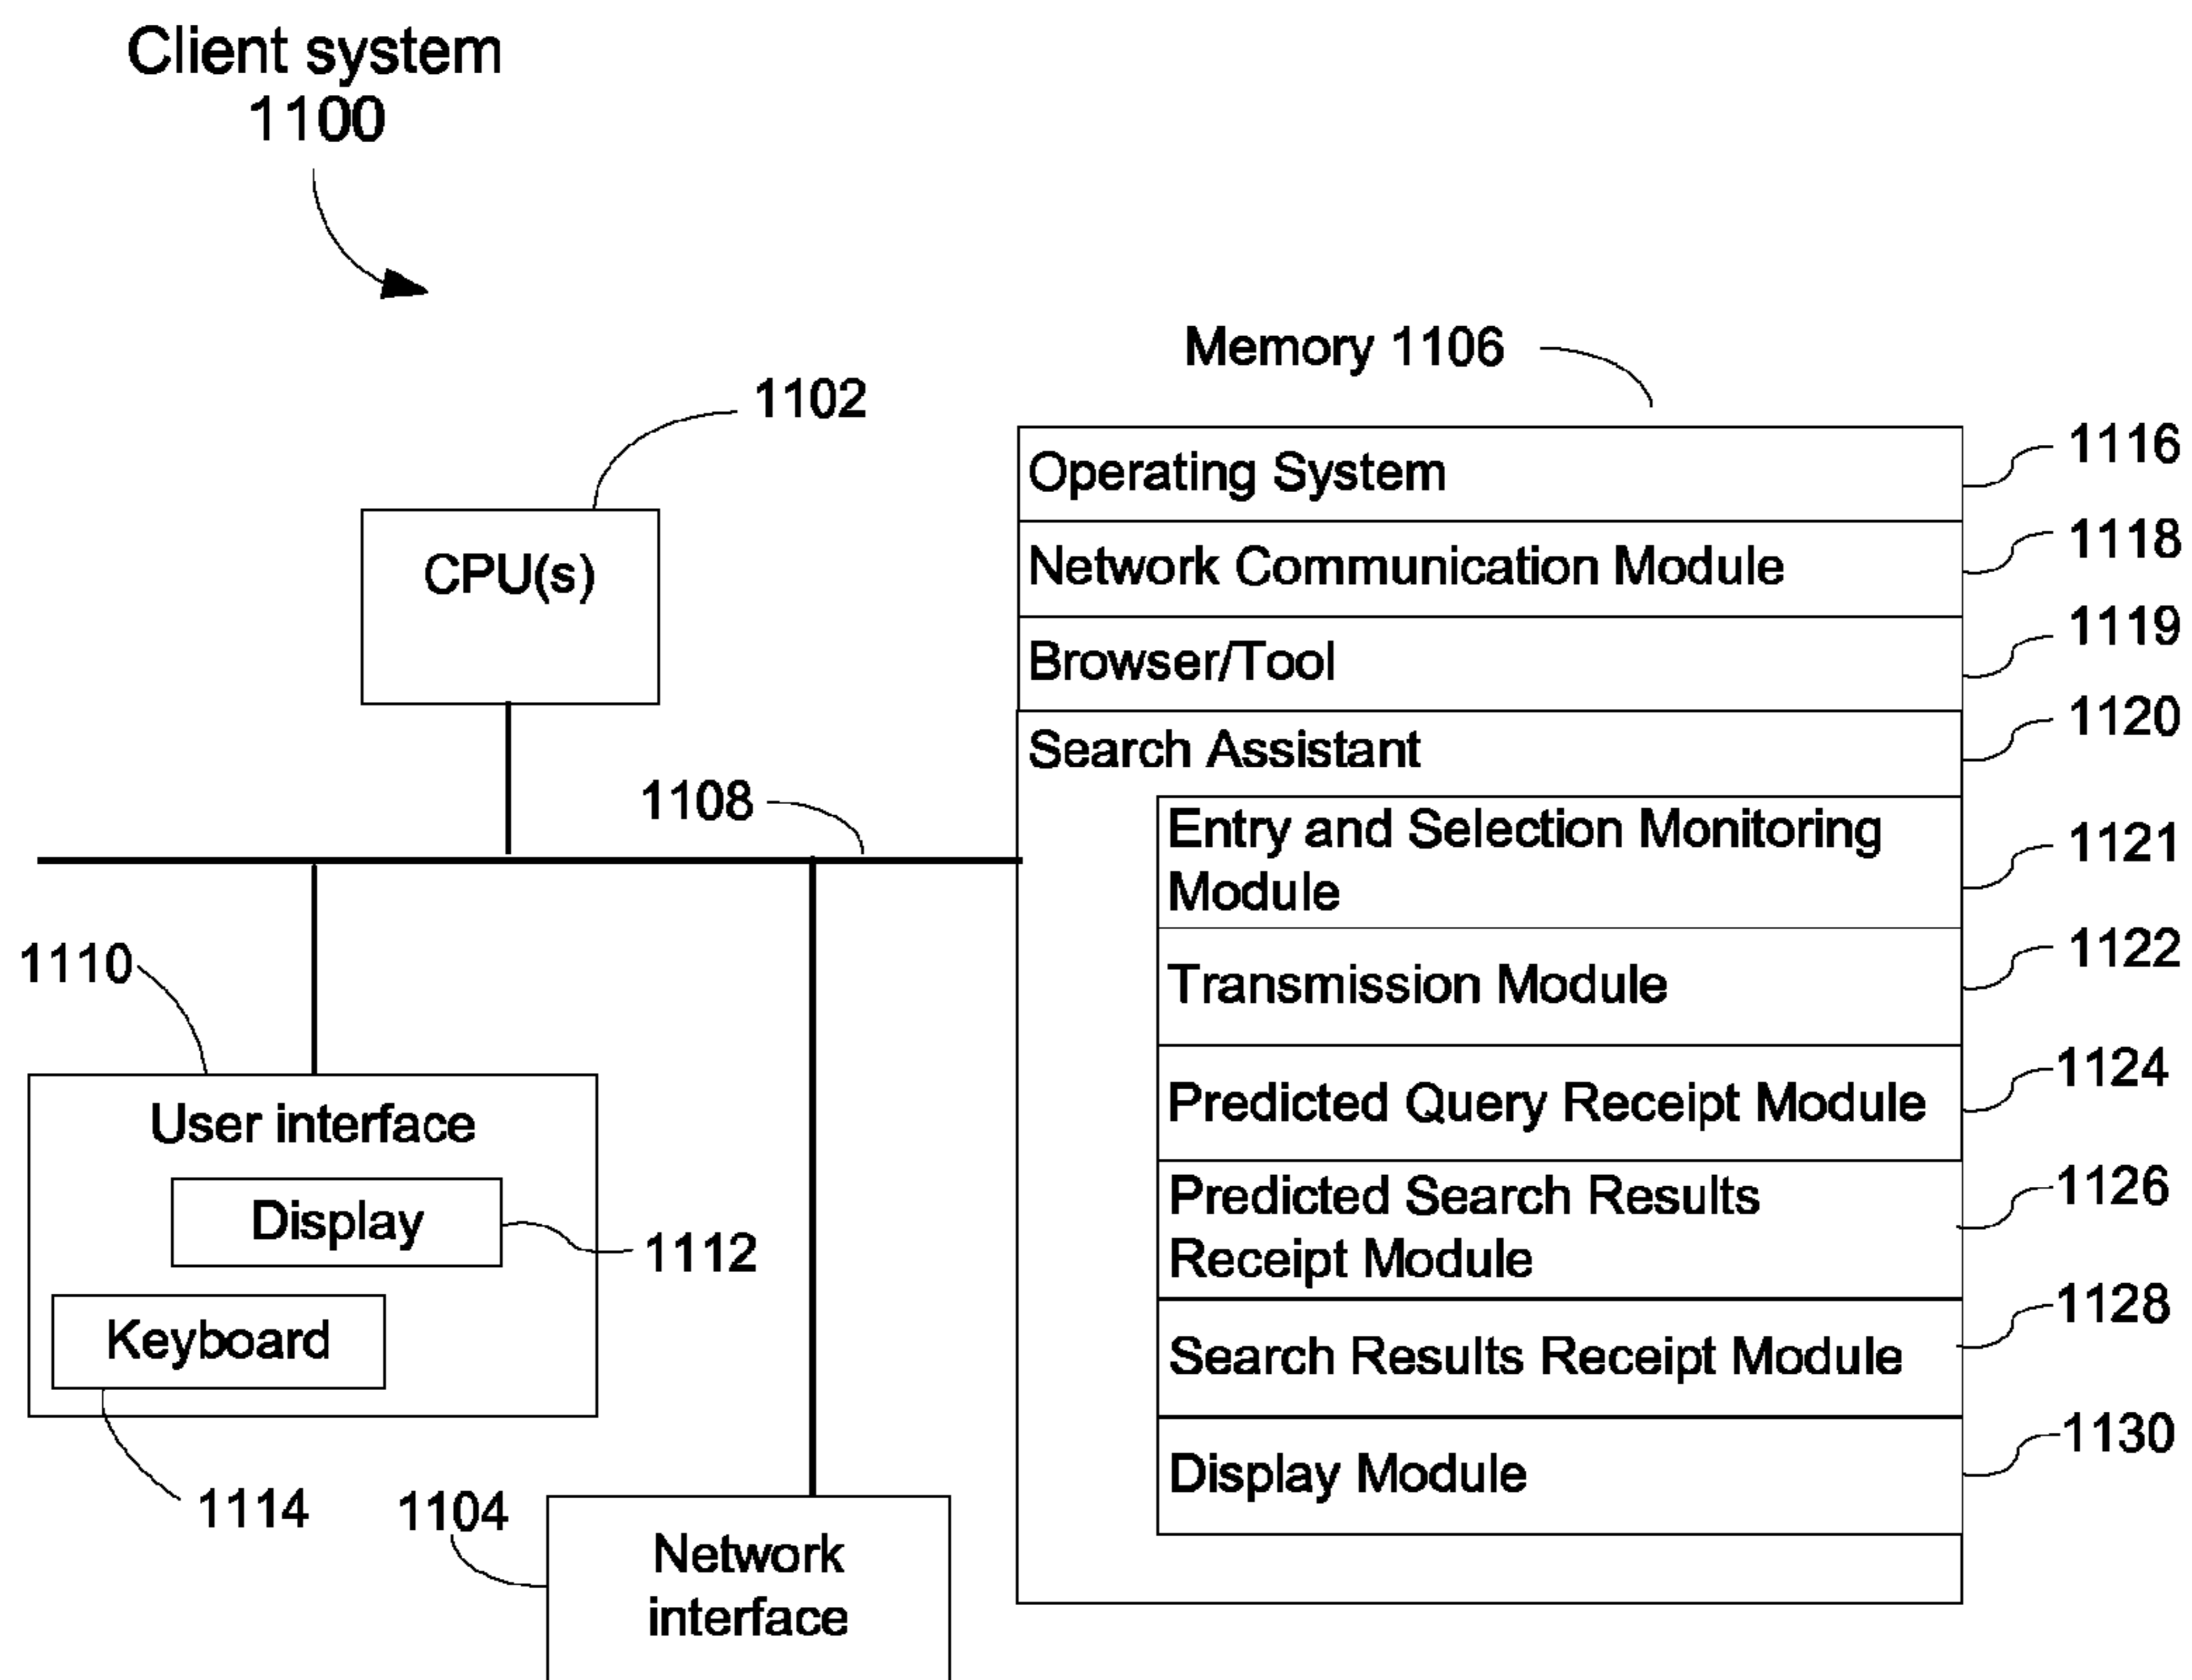 Client system
1100
Memory 1106
1102
CPU(s)
1108
1110
User interface
Display
1112
Keyboard
1114
1104
Network
interface
Operating System
1116
Network Communication Module
1118
Browser/Tool
1119
Search Assistant
1120
Entry and Selection Monitoring
Module
1121
Transmission Module
1122
Predicted Query Receipt Module
1124
Predicted Search Results
Receipt Module
1126
Search Results Receipt Module
1128
Display Module
1130